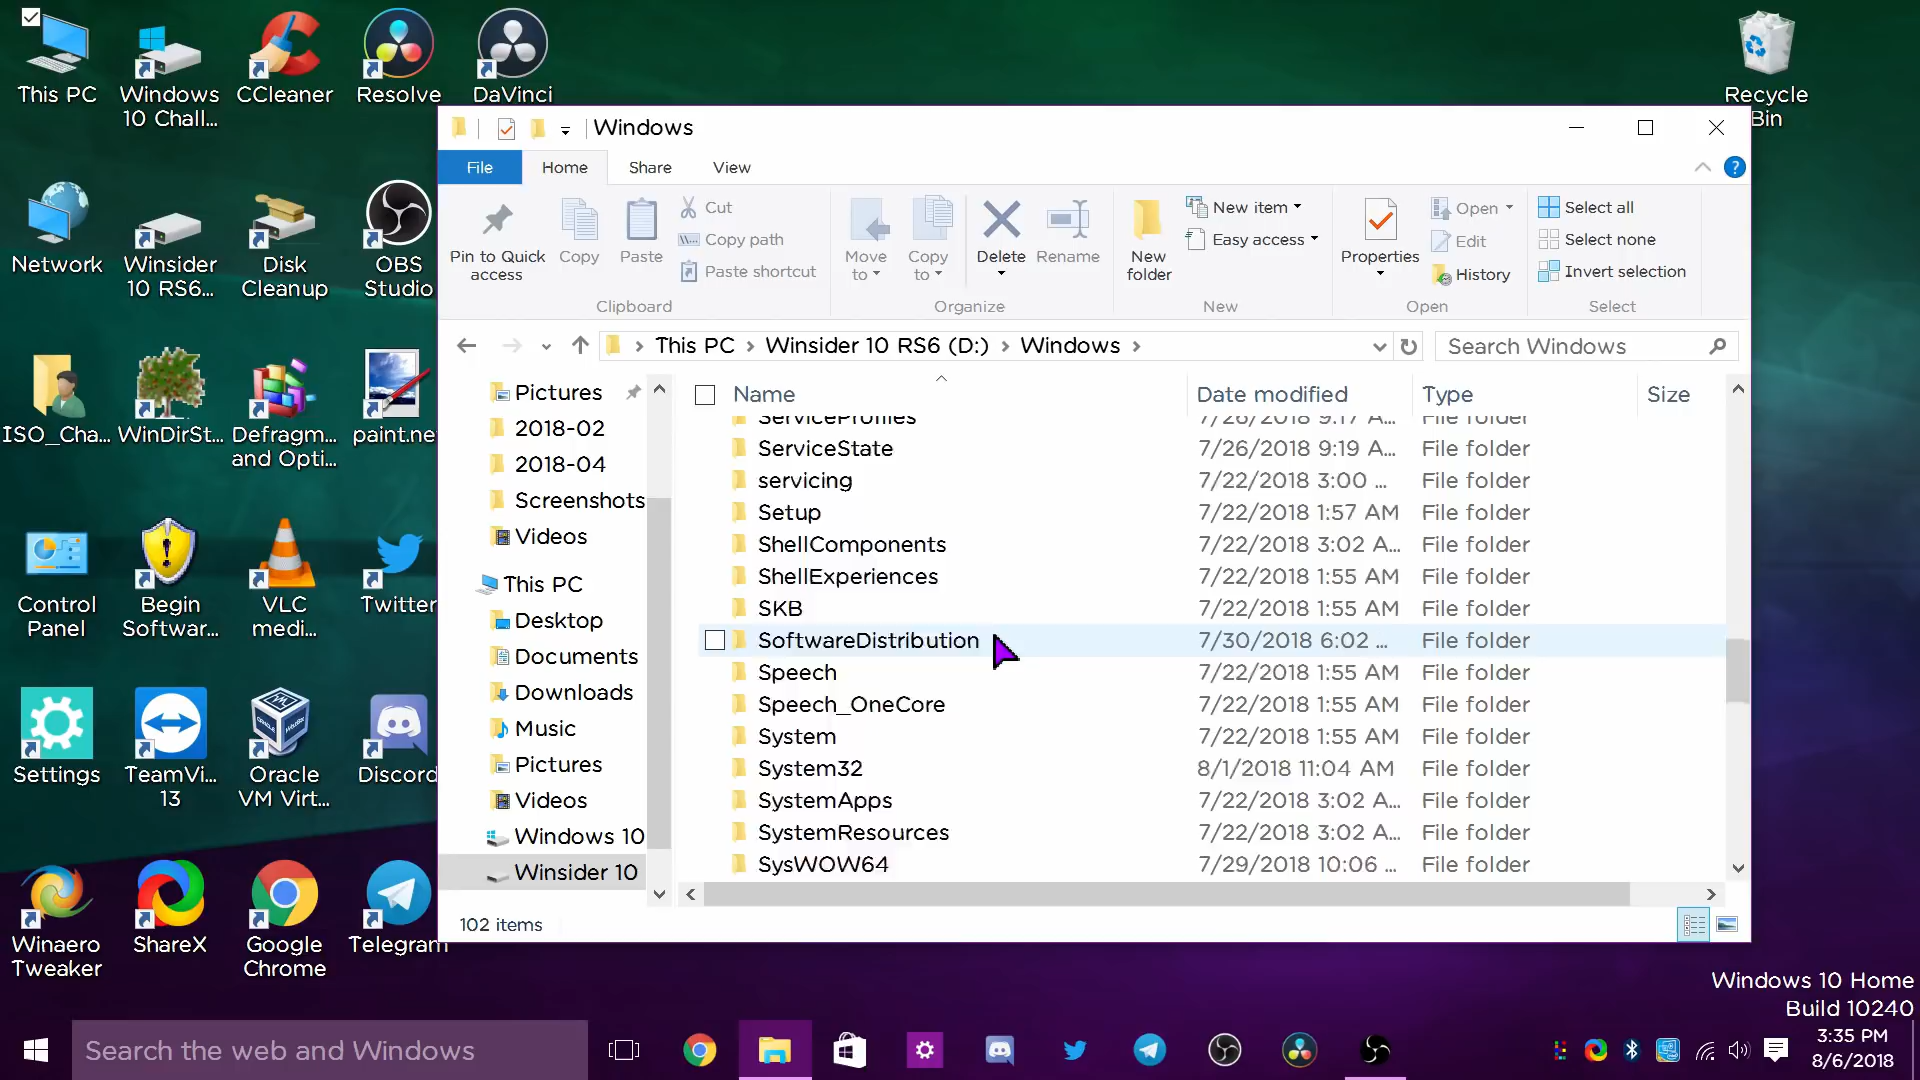 This PC
Windows
10 Chall...
CCleaner
Resolve
DaVinci
Recycle
Bin
Network
Winsider
10 RS6...
Disk
Cleanup
OBS
Studio
ISO_Cha...
WinDirSt...
Defragm...
and Opti...
paint.ne
Control
Panel
Begin
Softwar...
VLC
medi...
Twitter
Settings
TeamVi...
13
Oracle
VM Virt...
Discord
Winaero
Tweaker
ShareX
Google
Chrome
Telegram
Windows
File
Home
Share
View
Pin to Quick
access
Copy
Paste
Cut
Copy path
Paste shortcut
Clipboard
Move
to
Copy
to
Delete
Rename
Organize
New
folder
New item
Easy access
New
Properties
Open
Edit
History
Open
Select all
Select none
Invert selection
Select
This PC > Winsider 10 RS6 (D:) > Windows >
Search Windows
Pictures
2018-02
2018-04
Screenshots
Videos
This PC
Desktop
Documents
Downloads
Music
Pictures
Videos
Windows 10
Winsider 10
Name Date modified Type Size
ServiceProfiles 7/26/2018 9:17 A... File folder
ServiceState 7/26/2018 9:19 A... File folder
servicing 7/22/2018 3:00 ... File folder
Setup 7/22/2018 1:57 AM File folder
ShellComponents 7/22/2018 3:02 A... File folder
ShellExperiences 7/22/2018 1:55 AM File folder
SKB 7/22/2018 1:55 AM File folder
SoftwareDistribution 7/30/2018 6:02 ... File folder
Speech 7/22/2018 1:55 AM File folder
Speech_OneCore 7/22/2018 1:55 AM File folder
System 7/22/2018 1:55 AM File folder
System32 8/1/2018 11:04 AM File folder
SystemApps 7/22/2018 3:02 A... File folder
SystemResources 7/22/2018 3:02 A... File folder
SysWOW64 7/29/2018 10:06 ... File folder
102 items
Windows 10 Home
Build 10240
Search the web and Windows
3:35 PM
8/6/2018